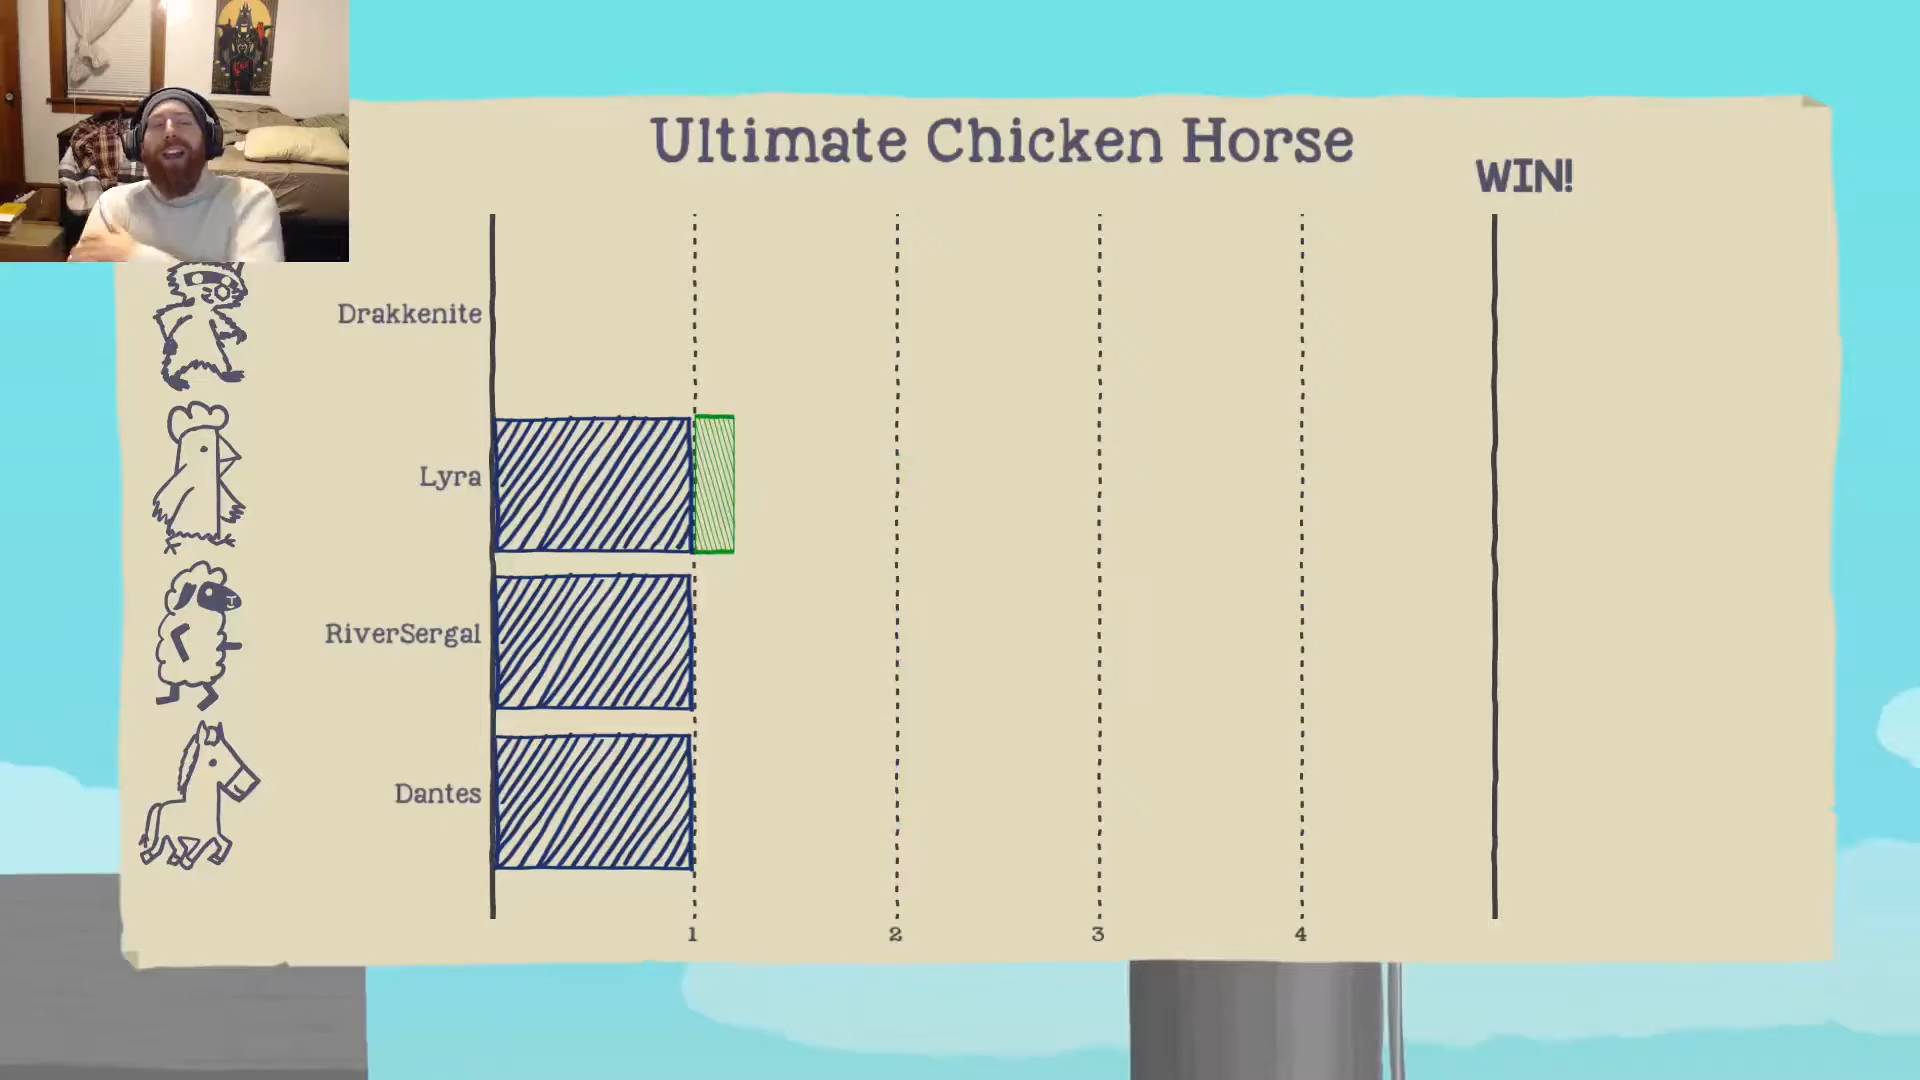 Ultimate Chicken Horse
WIN!
Drakkenite
Lyra
RiverSergal
Dantes
1 2 3 4